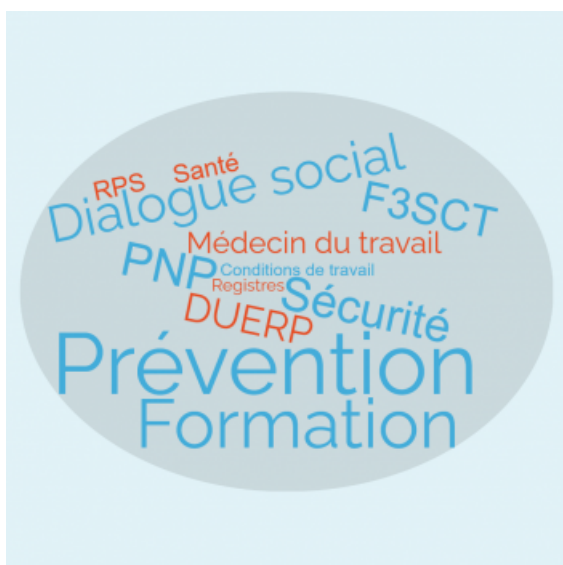 RPS
Santé
Dialogue social
F3SCT
Médecin du travail
PNP
Conditions de travail
Registres
Sécurité
DUERP
Prévention
Formation